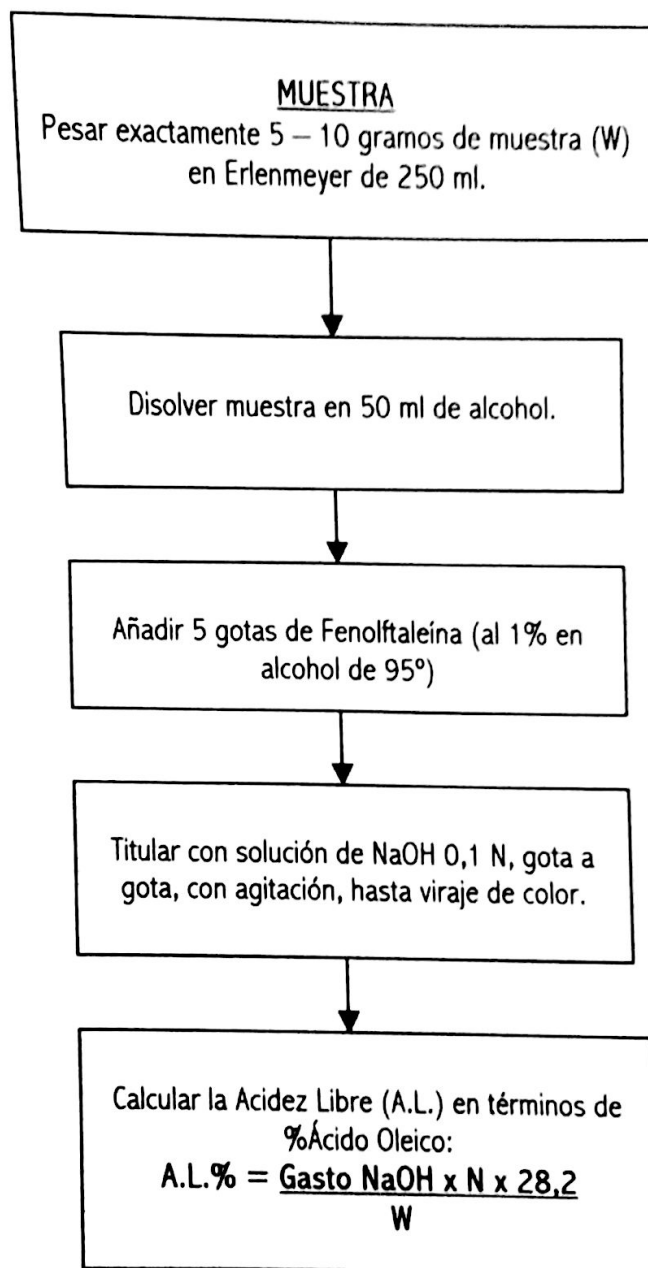 MUESTRA
Pesar exactamente 5 – 10 gramos de muestra (W)
en Erlenmeyer de 250 ml.
Disolver muestra en 50 ml de alcohol.
Añadir 5 gotas de Fenolftaleína (al 1% en
alcohol de 95º)
Titular con solución de NaOH 0,1 N, gota a
gota, con agitación, hasta viraje de color.
Calcular la Acidez Libre (A.L.) en términos de
%Ácido Oleico:
A.L.% = Gasto NaOH x N x 28,2
W